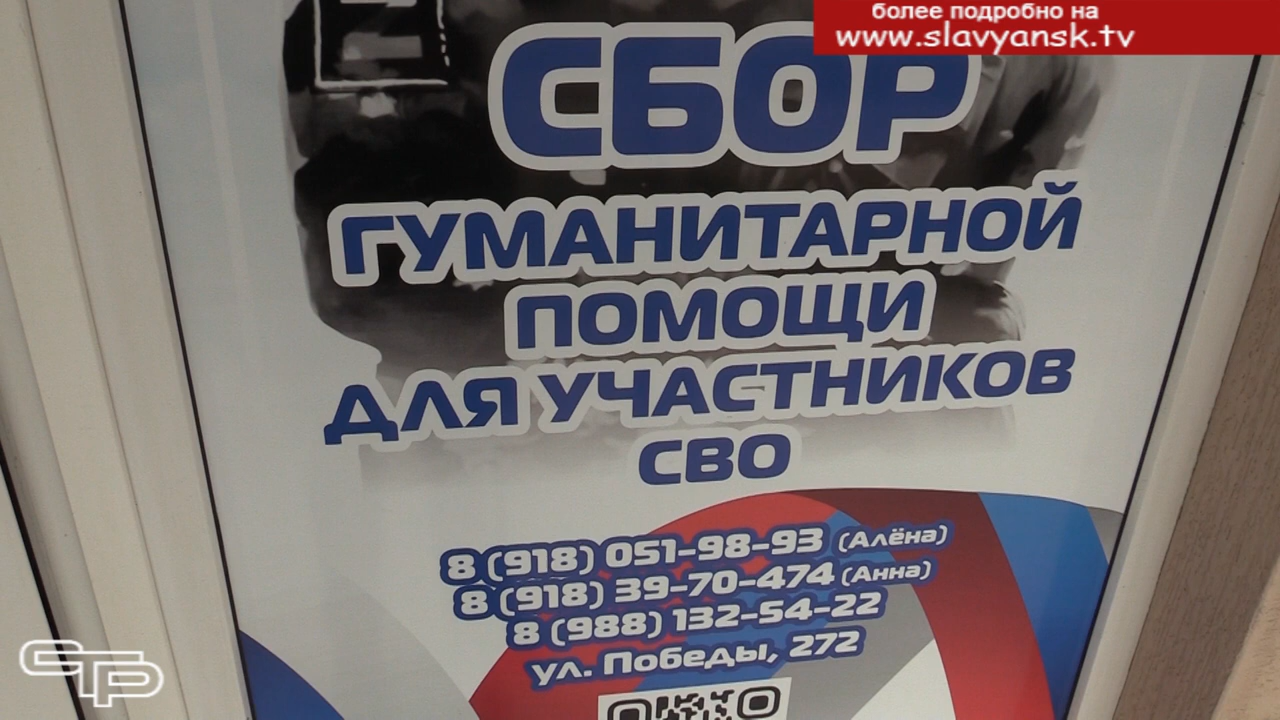 более подробно на
www.slavyansk.tv
СБОР
ГУМАНИТАРНОЙ
ПОМОЩИ
ДЛЯ УЧАСТНИКОВ
СВО
8 (918) 051-98-93 (Алёна)
8 (918) 39-70-474 (Анна)
8 (988) 132-54-22
ул. Победы, 272
СТР